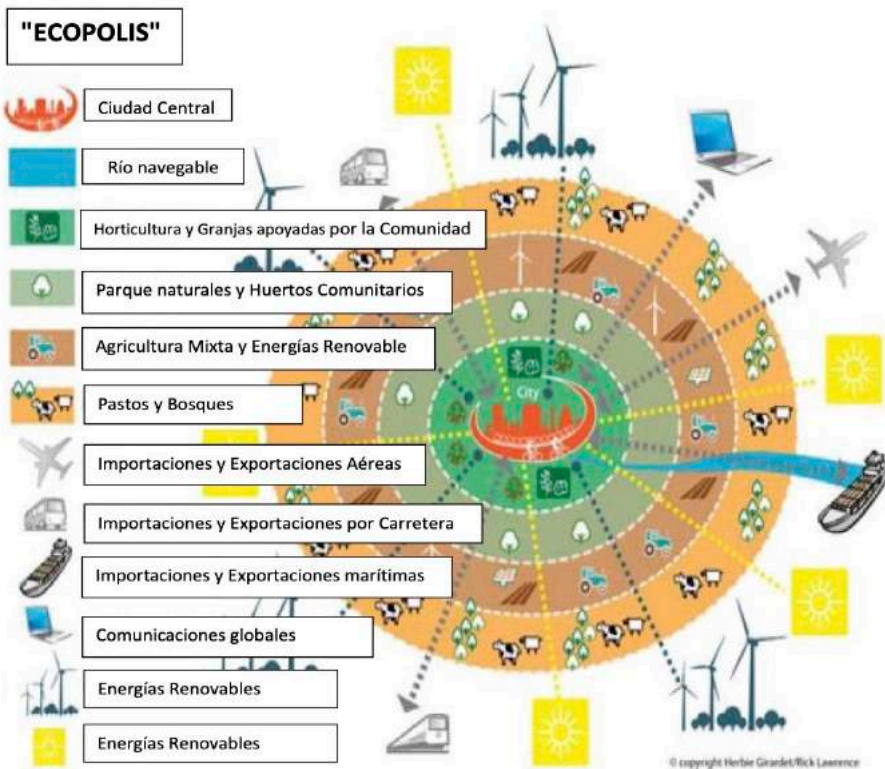 "ECOPOLIS"
Ciudad Central
Río navegable
Horticultura y Granjas apoyadas por la Comunidad
Parque naturales y Huertos Comunitarios
Agricultura Mixta y Energías Renovable
Pastos y Bosques
Importaciones y Exportaciones Aéreas
Importaciones y Exportaciones por Carretera
Importaciones y Exportaciones marítimas
Comunicaciones globales
Energías Renovables
Energías Renovables
City
© copyright Herbie Girardet/Rick Lawrence